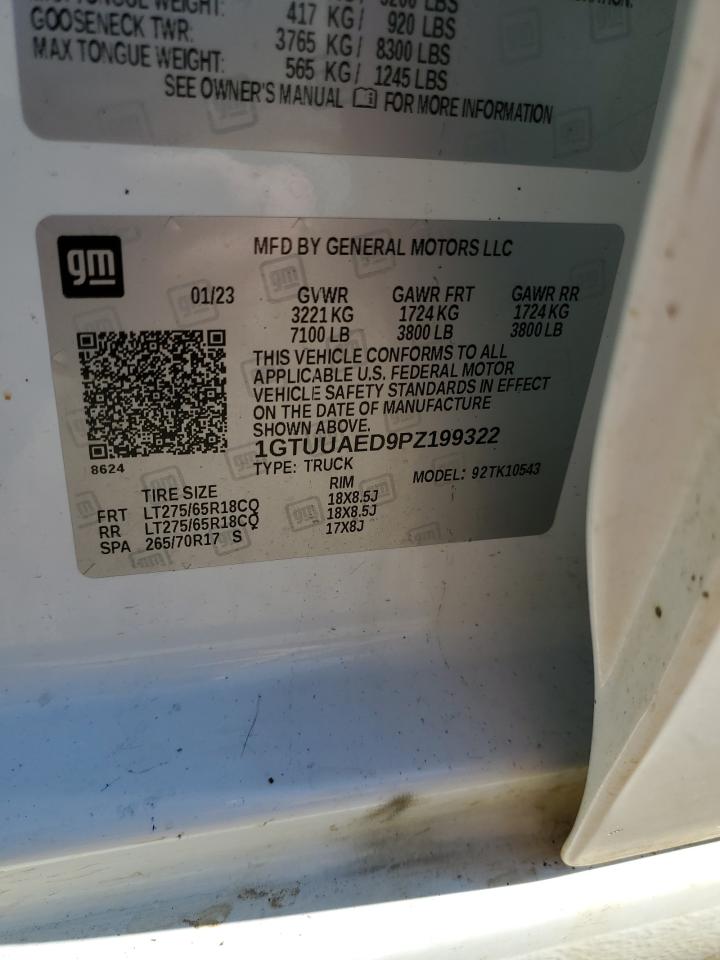 TONGUE WEIGHT: 417 KG/ 920 LBS
GOOSENECK TWR: 3765 KG/ 8300 LBS
MAX TONGUE WEIGHT: 565 KG/ 1245 LBS
SEE OWNER'S MANUAL FOR MORE INFORMATION
gm
MFD BY GENERAL MOTORS LLC
01/23 GVWR GAWR FRT GAWR RR
3221 KG 1724 KG 1724 KG
7100 LB 3800 LB 3800 LB
THIS VEHICLE CONFORMS TO ALL
APPLICABLE U.S. FEDERAL MOTOR
VEHICLE SAFETY STANDARDS IN EFFECT
ON THE DATE OF MANUFACTURE
SHOWN ABOVE.
1GTUUAED9PZ199322
8624
TYPE: TRUCK MODEL: 92TK10543
TIRE SIZE RIM
FRT LT275/65R18CQ 18X8.5J
RR LT275/65R18CQ 18X8.5J
SPA 265/70R17 S 17X8J